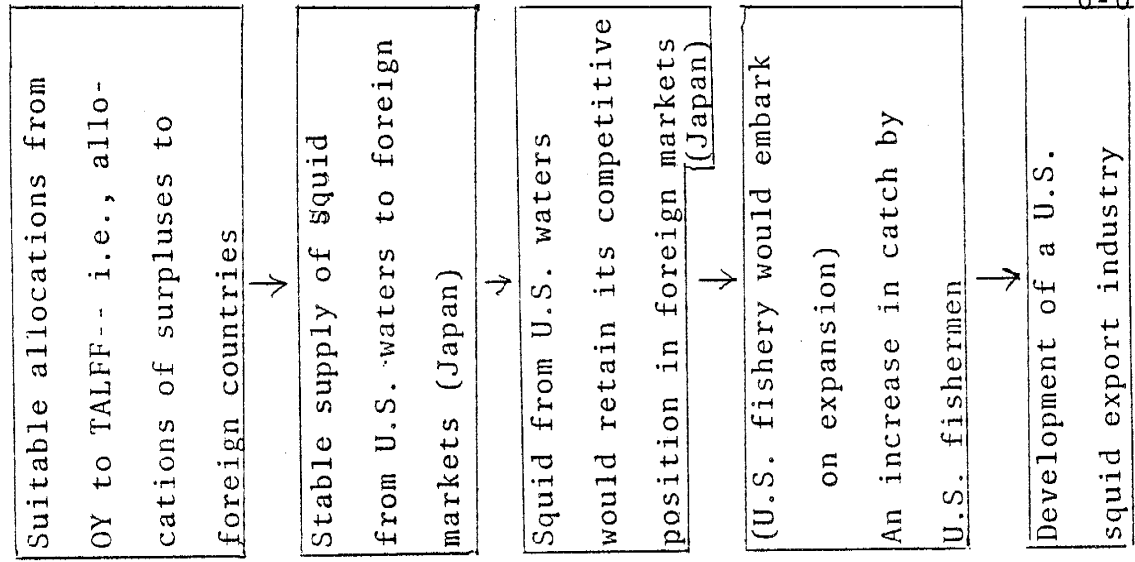 Suitable allocations from
OY to TALFF-- i.e., allo-
cations of surpluses to
foreign countries
↓
Stable supply of squid
from U.S. waters to foreign
markets (Japan)
↓
Squid from U.S. waters
would retain its competitive
position in foreign markets
(Japan)
↓
(U.S. fishery would embark
on expansion)
An increase in catch by
U.S. fishermen
↓
Development of a U.S.
squid export industry